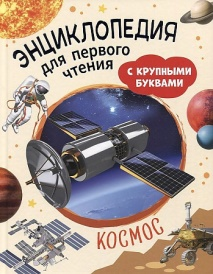 ЭНЦИКЛОПЕДИЯ
для первого
чтения
С КРУПНЫМИ
БУКВАМИ
КОСМОС